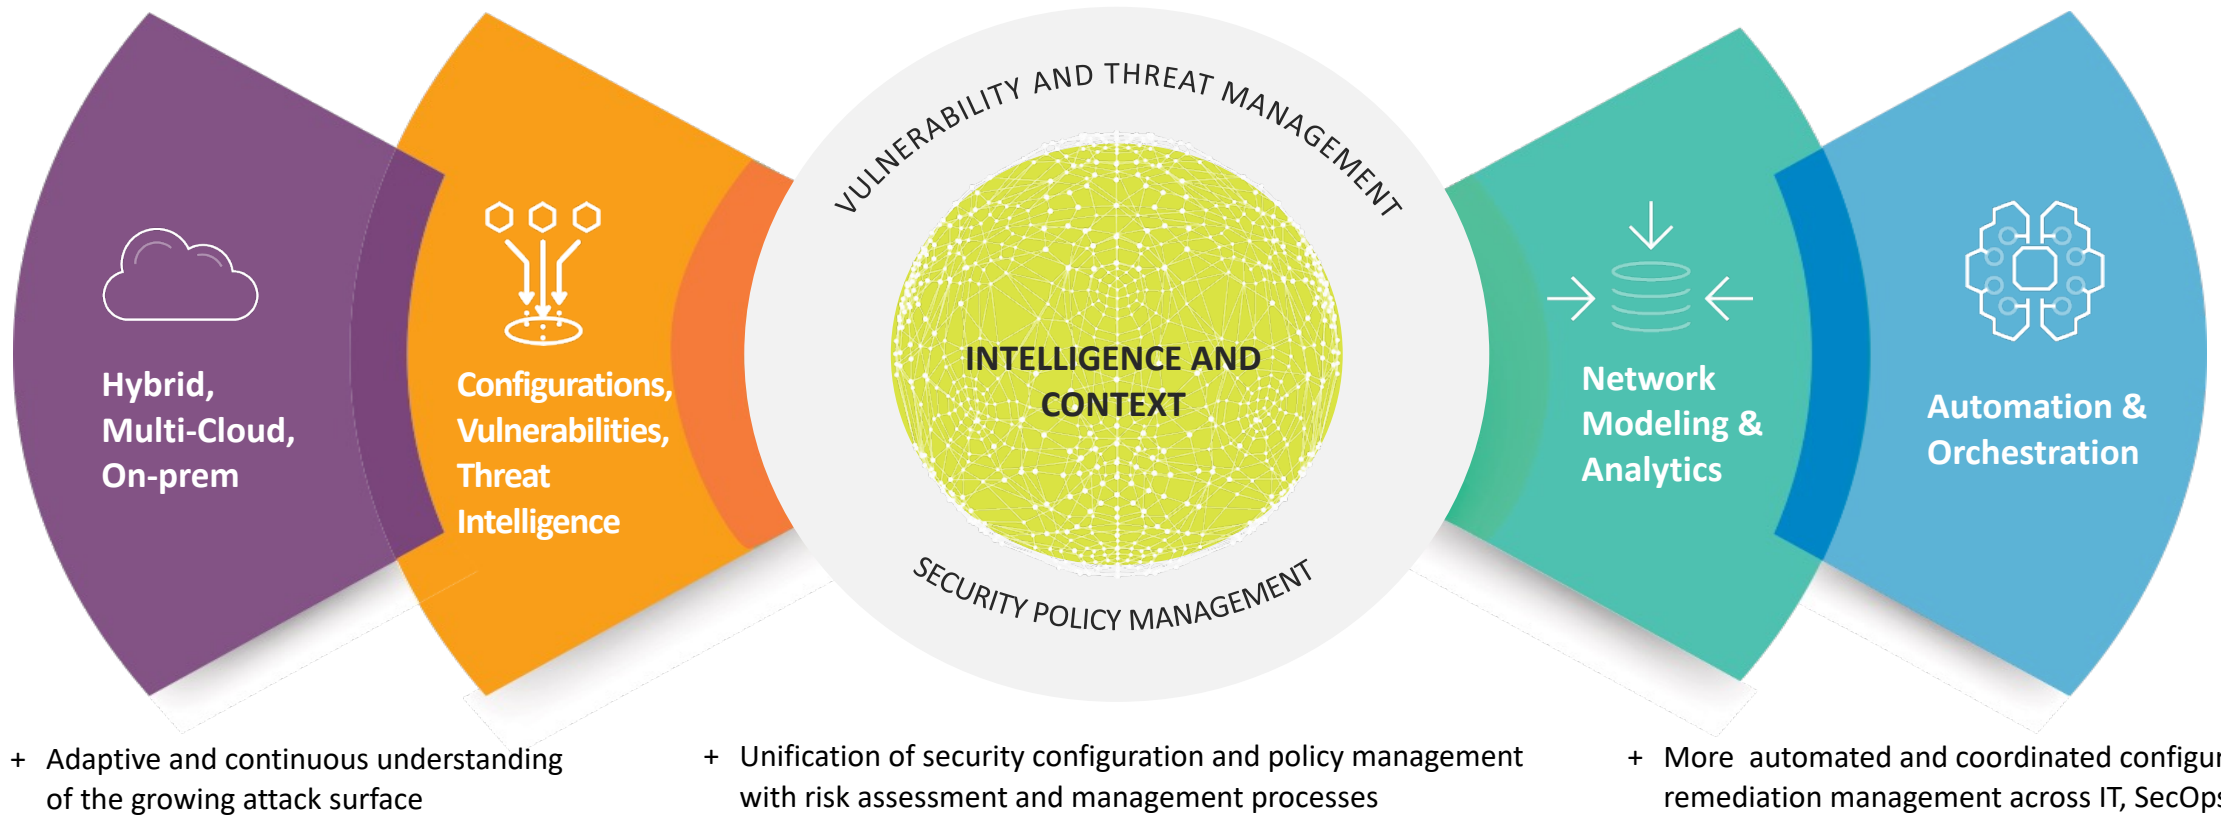 VULNERABILITY AND THREAT MANAGEMENT
INTELLIGENCE AND
CONTEXT
SECURITY POLICY MANAGEMENT
Hybrid,
Multi-Cloud,
On-prem
Configurations,
Vulnerabilities,
Threat
Intelligence
Network
Modeling &
Analytics
Automation &
Orchestration
+ Adaptive and continuous understanding
of the growing attack surface
+ Unification of security configuration and policy management
with risk assessment and management processes
+ More automated and coordinated
remediation management across IT, SecOps